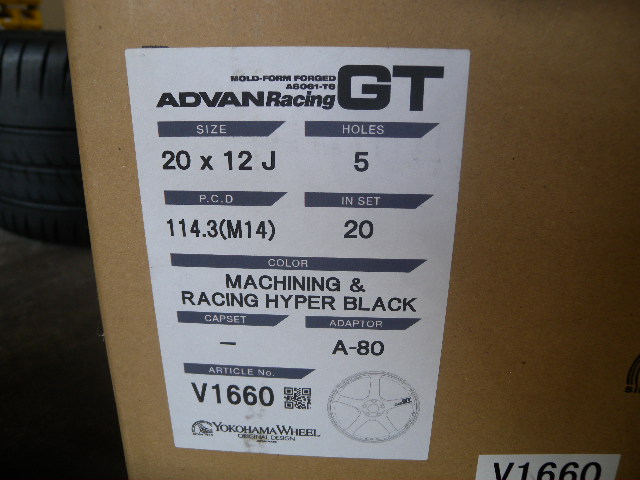 MOLD-FORM FORGED
A6061-T6
ADVAN Racing GT
SIZE HOLES
20 x 12 J 5
P.C.D IN SET
114.3(M14) 20
COLOR
MACHINING &
RACING HYPER BLACK
CAPSET ADAPTOR
– A-80
ARTICLE No.
V1660
GT
YOKOHAMA WHEEL
ORIGINAL DESIGN
V1660